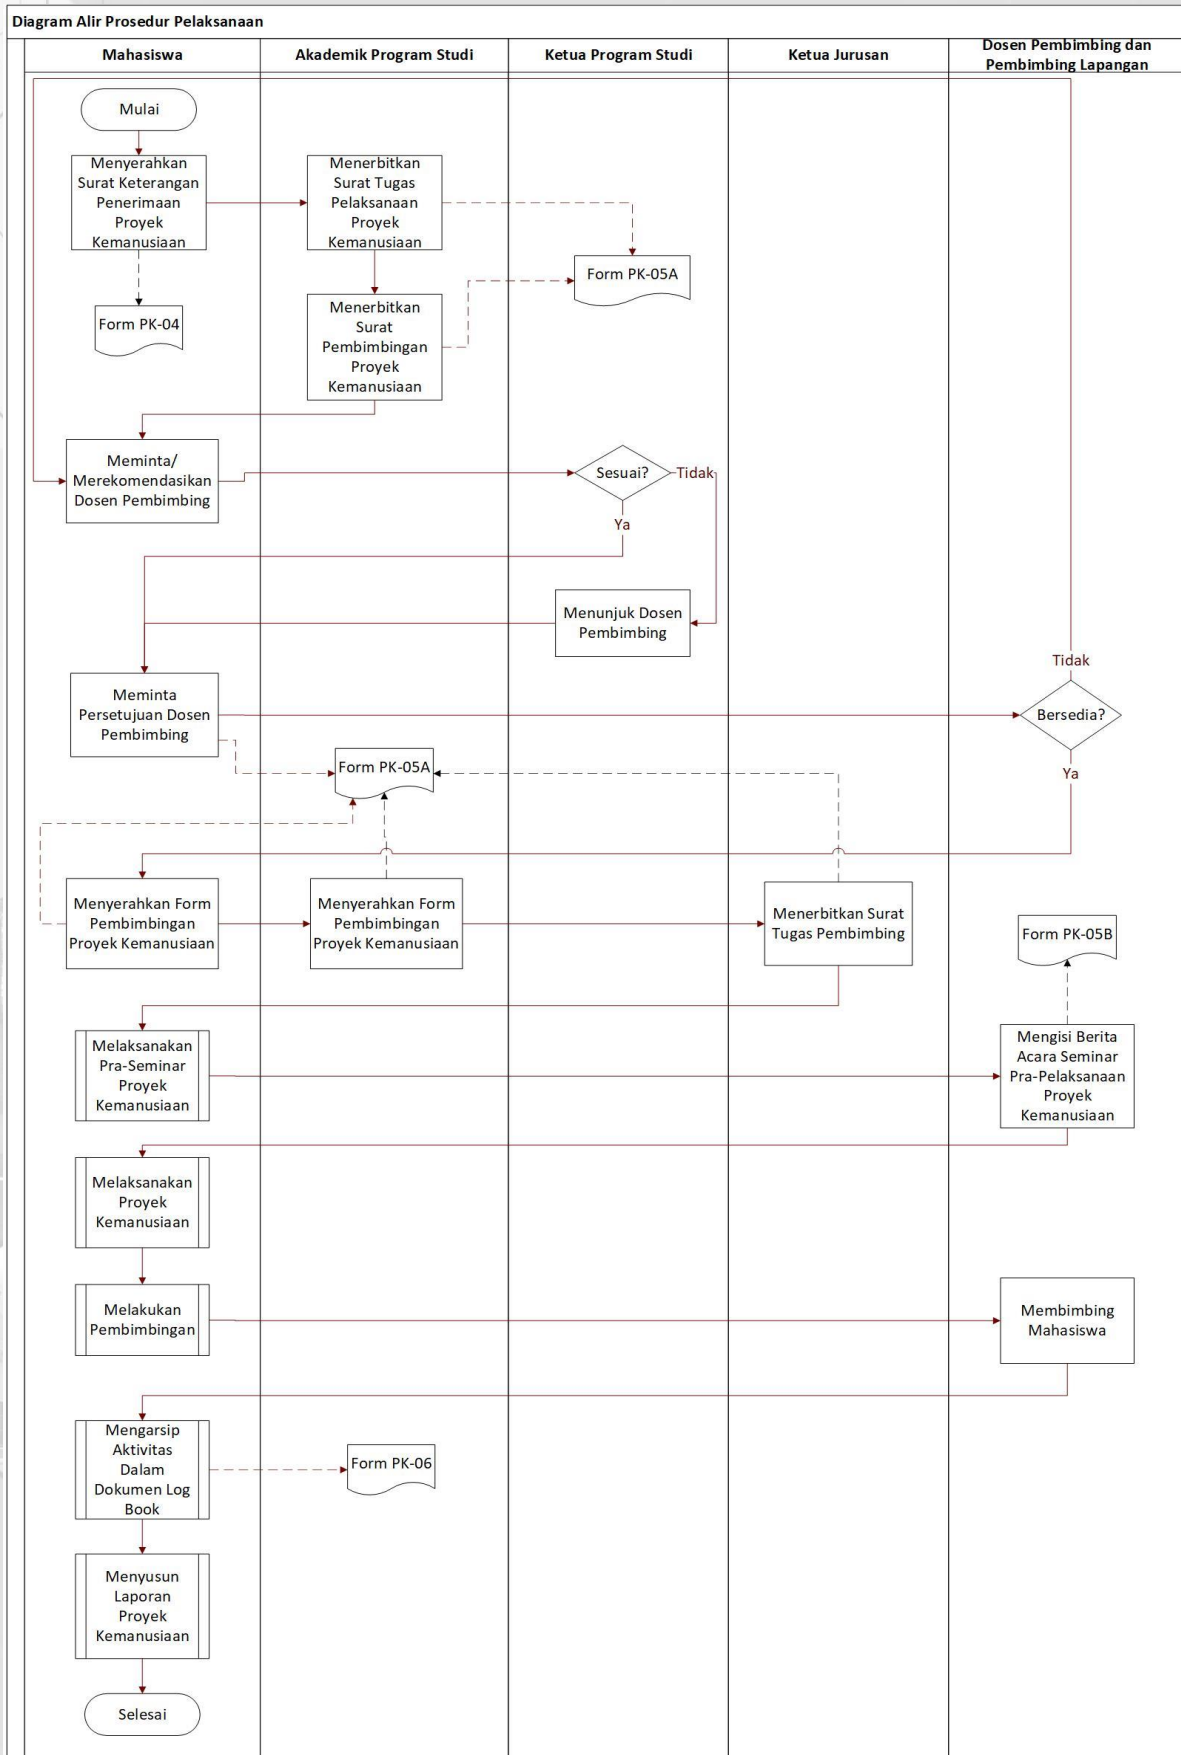 Diagram Alir Prosedur Pelaksanaan
Mahasiswa
Akademik Program Studi
Ketua Program Studi
Ketua Jurusan
Dosen Pembimbing dan
Pembimbing Lapangan
Mulai
Menyerahkan
Surat Keterangan
Penerimaan
Proyek
Kemanusiaan
Menerbitkan
Surat Tugas
Pelaksanaan
Proyek
Kemanusiaan
Form PK-05A
Form PK-04
Menerbitkan
Surat
Pembimbingan
Proyek
Kemanusiaan
Meminta/
Merekomendasikan
Dosen Pembimbing
Sesuai?
Tidak
Ya
Menunjuk Dosen
Pembimbing
Tidak
Meminta
Persetujuan Dosen
Pembimbing
Bersedia?
Form PK-05A
Ya
Menyerahkan Form
Pembimbingan
Proyek Kemanusiaan
Menyerahkan Form
Pembimbingan
Proyek Kemanusiaan
Menerbitkan Surat
Tugas Pembimbing
Form PK-05B
Melaksanakan
Pra-Seminar
Proyek
Kemanusiaan
Mengisi Berita
Acara Seminar
Pra-Pelaksanaan
Proyek
Kemanusiaan
Melaksanakan
Proyek
Kemanusiaan
Melakukan
Pembimbingan
Membimbing
Mahasiswa
Mengarsip
Aktivitas
Dalam
Dokumen Log
Book
Form PK-06
Menyusun
Laporan
Proyek
Kemanusiaan
Selesai